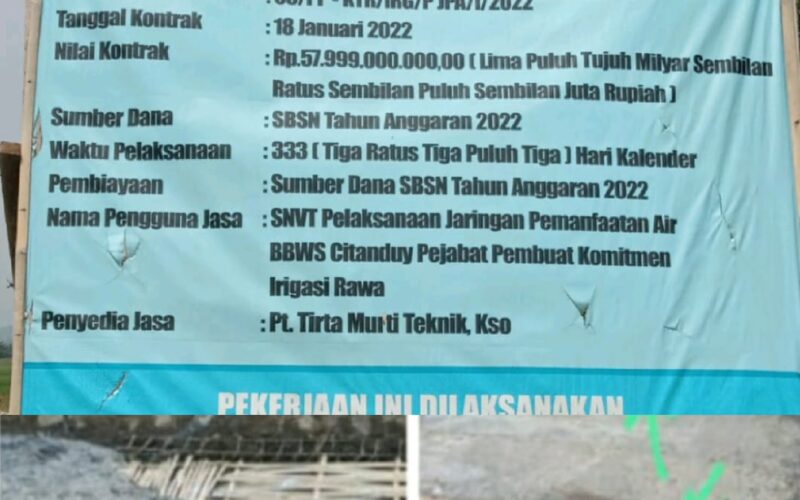 Tanggal Kontrak : 18 Januari 2022
Nilai Kontrak : Rp.57.999.000.000,00 ( Lima Puluh Tujuh Milyar Sembilan
Ratus Sembilan Puluh Sembilan Juta Rupiah )
Sumber Dana : SBSN Tahun Anggaran 2022
Waktu Pelaksanaan : 333 ( Tiga Ratus Tiga Puluh Tiga ) Hari Kalender
Pembiayaan : Sumber Dana SBSN Tahun Anggaran 2022
Nama Pengguna Jasa : SNVT Pelaksanaan Jaringan Pemanfaatan Air
BBWS Citanduy Pejabat Pembuat Komitmen
Irigasi Rawa
Penyedia Jasa : Pt. Tirta Murti Teknik, Kso
PEKERJAAN INI DILAKSANAKAN